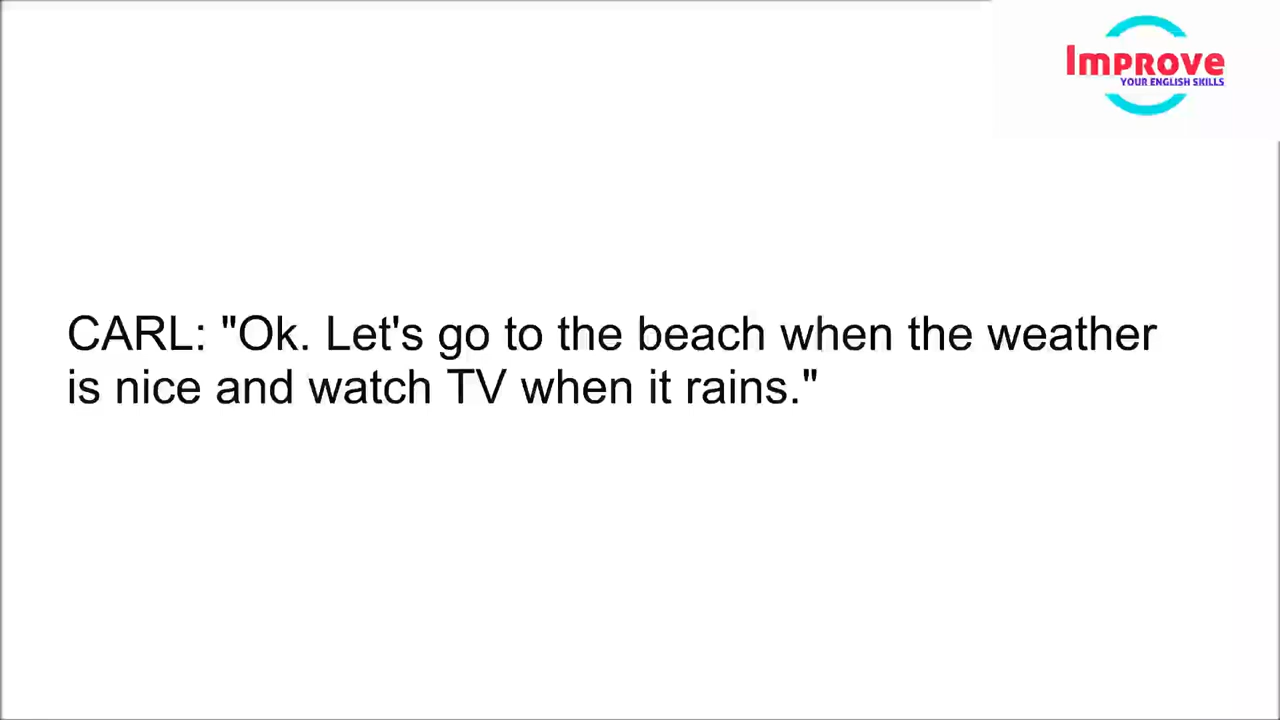 Improve
YOUR ENGLISH SKILLS
CARL: "Ok. Let's go to the beach when the weather
is nice and watch TV when it rains."